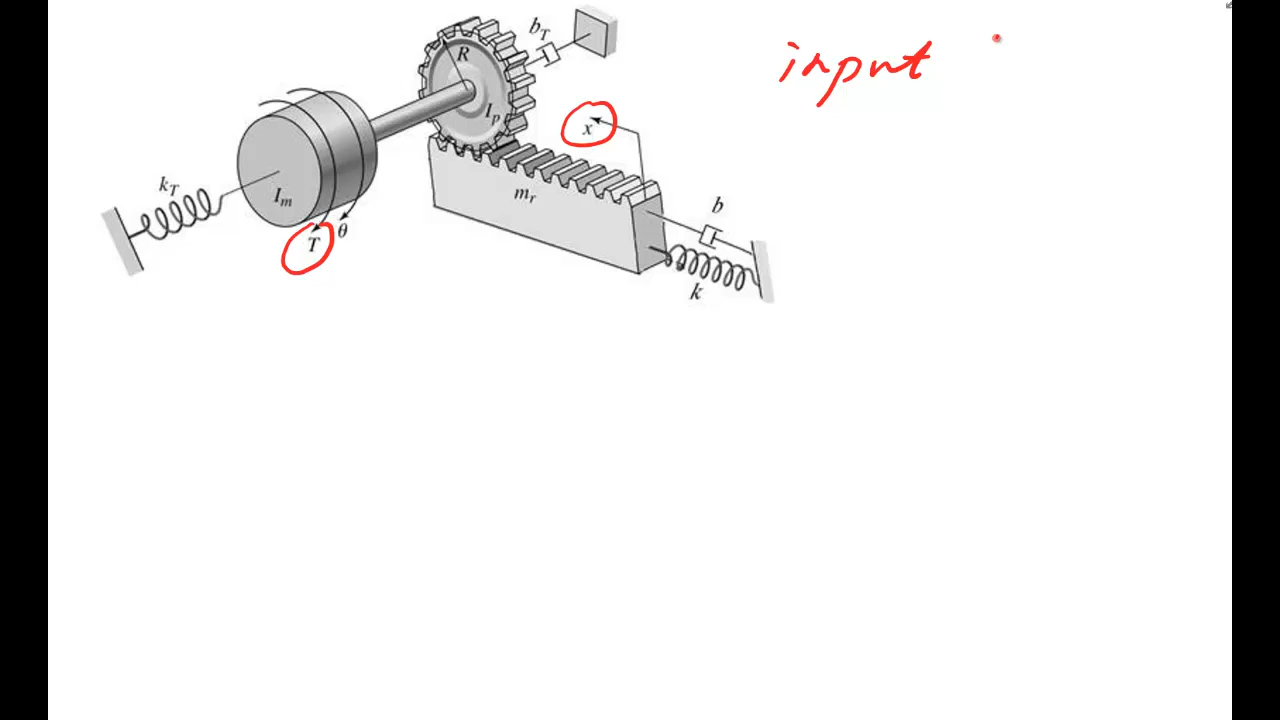 input
b_T
R
I_p
x
k_T
I_m
m_r
b
T θ
k